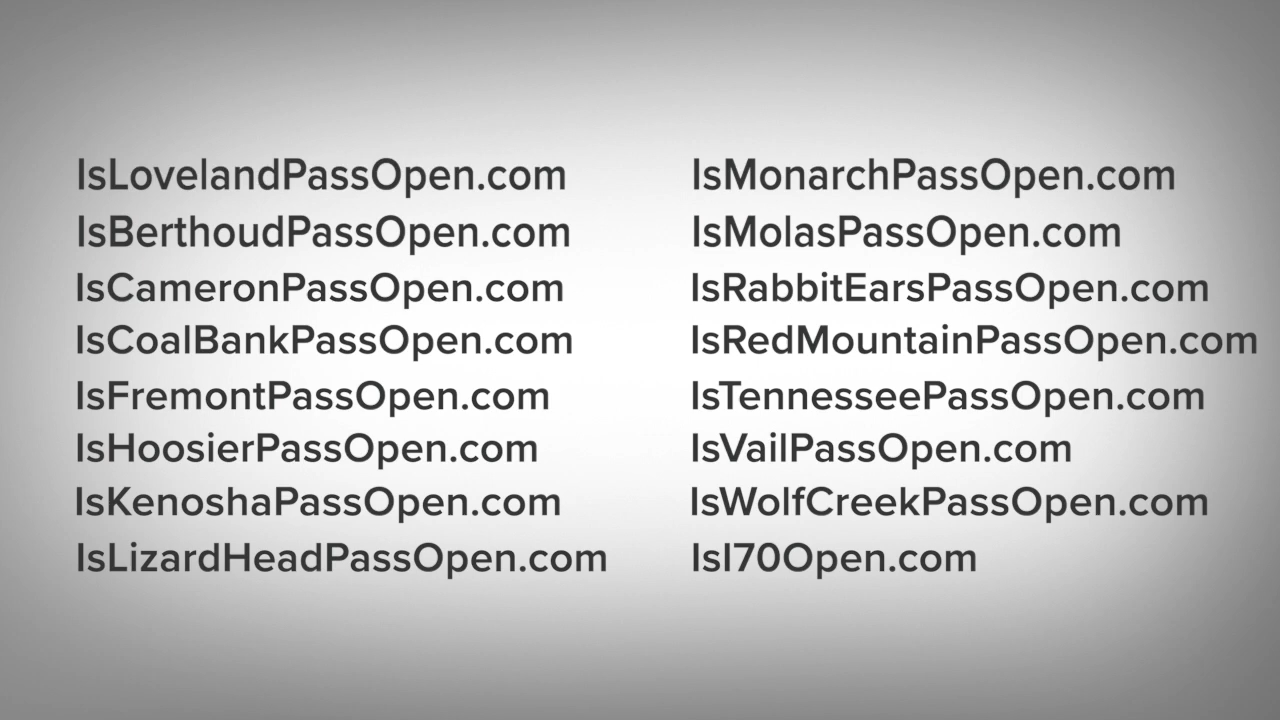 IsLovelandPassOpen.com
IsBerthoudPassOpen.com
IsCameronPassOpen.com
IsCoalBankPassOpen.com
IsFremontPassOpen.com
IsHoosierPassOpen.com
IsKenoshaPassOpen.com
IsLizardHeadPassOpen.com
IsMonarchPassOpen.com
IsMolasPassOpen.com
IsRabbitEarsPassOpen.com
IsRedMountainPassOpen.com
IsTennesseePassOpen.com
IsVailPassOpen.com
IsWolfCreekPassOpen.com
IsI70Open.com